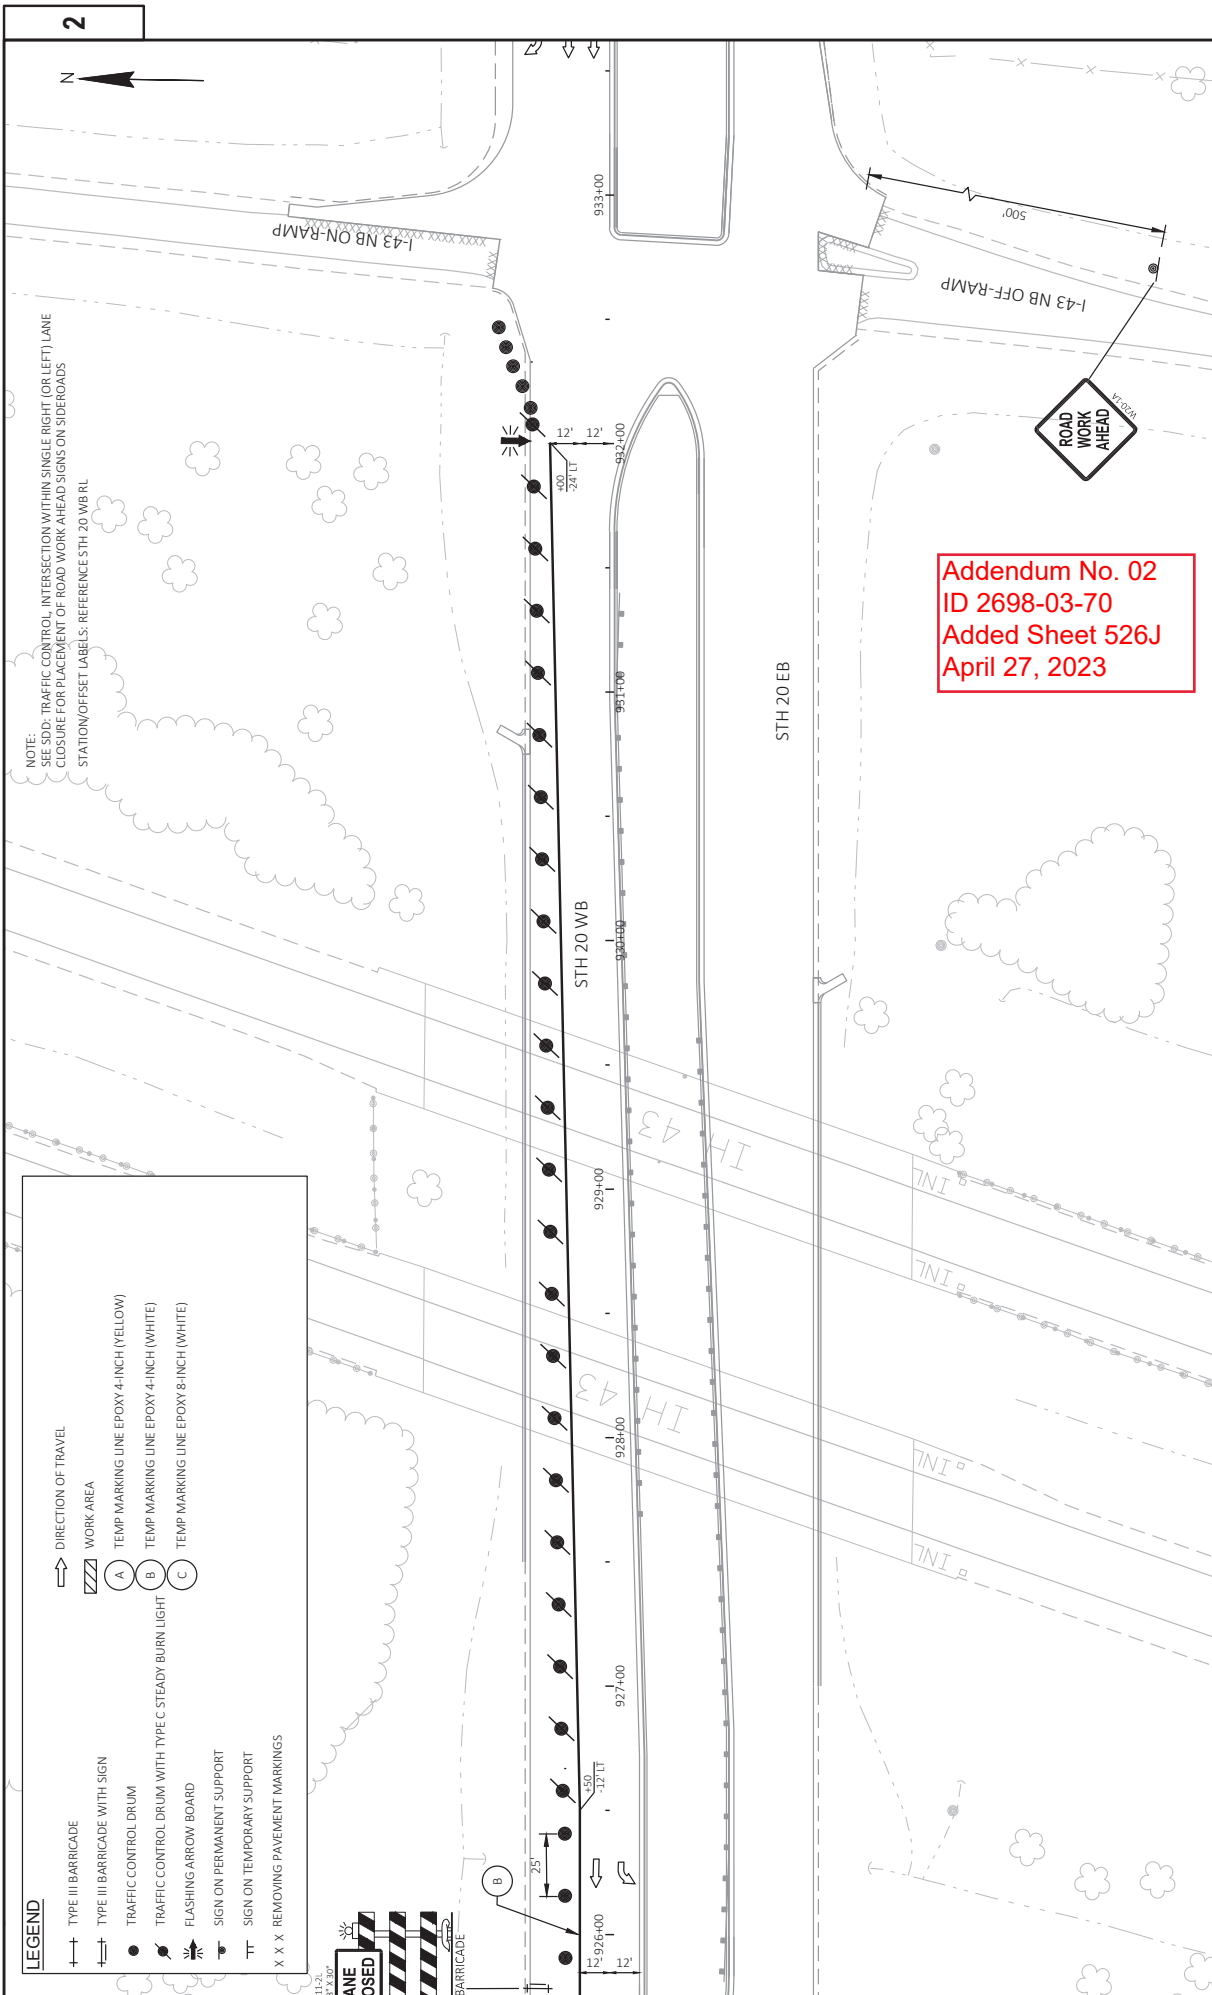 2
N
NOTE:
SEE SDD: TRAFFIC CONTROL, INTERSECTION WITHIN SINGLE RIGHT (OR LEFT) LANE
CLOSURE FOR PLACEMENT OF ROAD WORK AHEAD SIGNS ON SIDEROADS
STATION/OFFSET LABELS: REFERENCE STH 20 WB RL
I-43 NB ON-RAMP
933+00
500'
I-43 NB OFF-RAMP
ROAD
WORK
AHEAD
W20-1A
12'
12'
932+00
+00
-24' LT
Addendum No. 02
ID 2698-03-70
Added Sheet 526J
April 27, 2023
931+00
STH 20 EB
STH 20 WB
930+00
929+00
IH 43
INL
INL
928+00
IH 43
INL
INL
927+00
+50
-12' LT
25'
B
926+00
12'
12'
LEGEND
TYPE III BARRICADE
TYPE III BARRICADE WITH SIGN
TRAFFIC CONTROL DRUM
TRAFFIC CONTROL DRUM WITH TYPE C STEADY BURN LIGHT
FLASHING ARROW BOARD
SIGN ON PERMANENT SUPPORT
SIGN ON TEMPORARY SUPPORT
X X X REMOVING PAVEMENT MARKINGS
DIRECTION OF TRAVEL
WORK AREA
A TEMP MARKING LINE EPOXY 4-INCH (YELLOW)
B TEMP MARKING LINE EPOXY 4-INCH (WHITE)
C TEMP MARKING LINE EPOXY 8-INCH (WHITE)
11-2L
ANE
OSED
BARRICADE